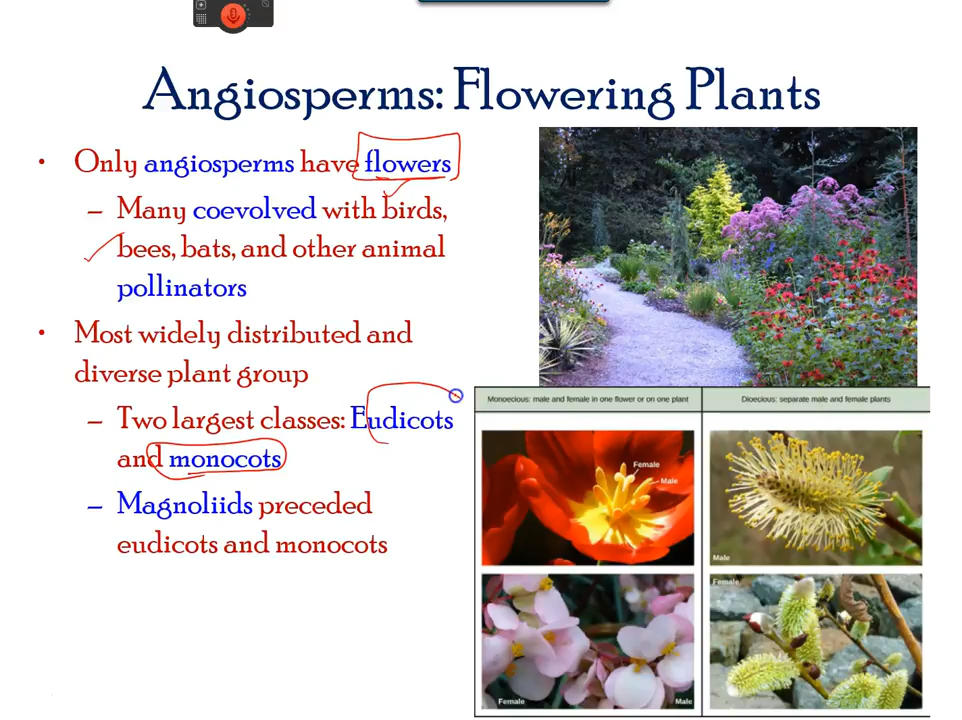 Angiosperms: Flowering Plants
• Only angiosperms have flowers
– Many coevolved with birds,
bees, bats, and other animal
pollinators
• Most widely distributed and
diverse plant group
– Two largest classes: Eudicots
and monocots
– Magnoliids preceded
eudicots and monocots
Monoecious: male and female in one flower or on one plant
Dioecious: separate male and female plants
Female
Male
Male
Female
Female
Male